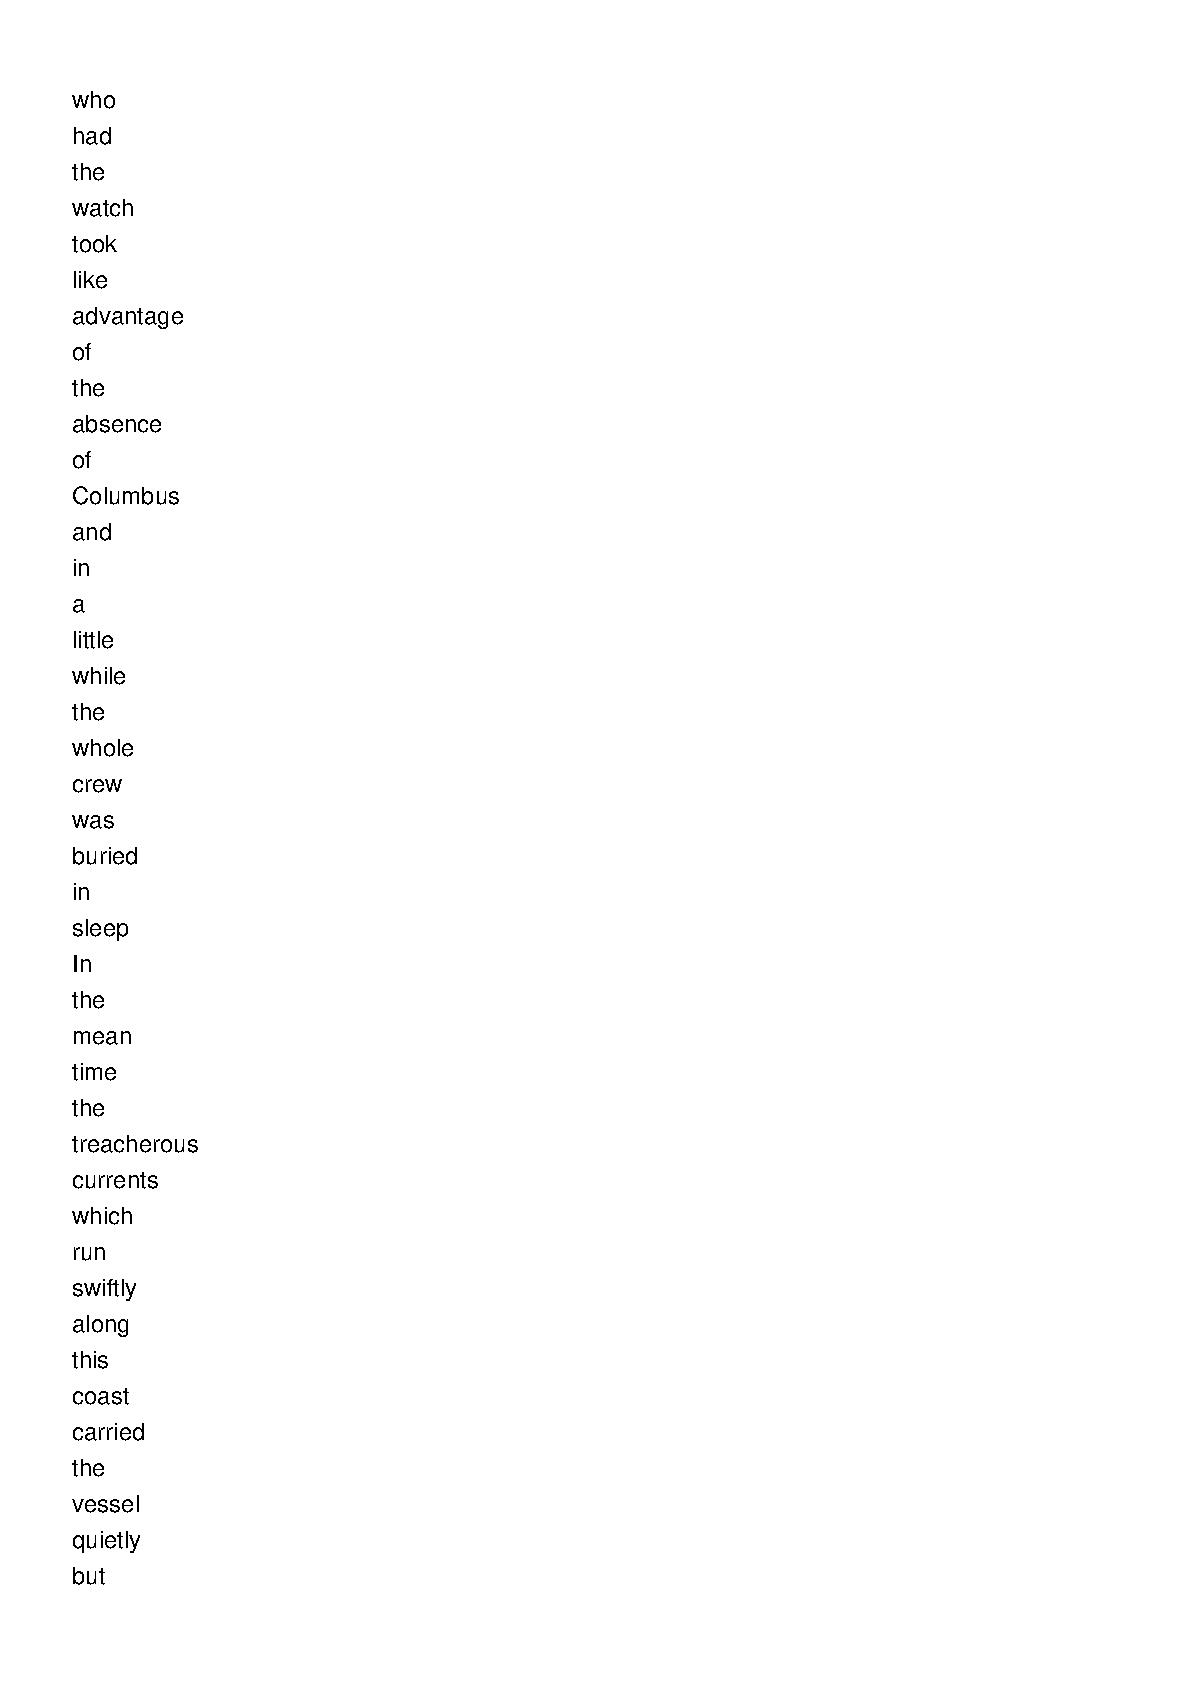 who
had
the
watch
took
like
advantage
of
the
absence
of
Columbus
and
in
a
little
while
the
whole
crew
was
buried
in
sleep
In
the
mean
time
the
treacherous
currents
which
run
swiftly
along
this
coast
carried
the
vessel
quietly
but